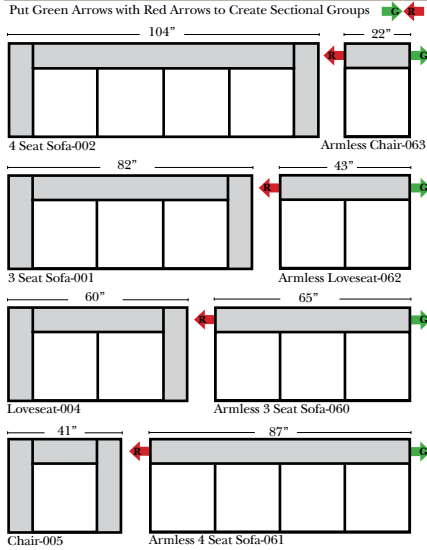 Put Green Arrows with Red Arrows to Create Sectional Groups G R
104” 22”
R G
4 Seat Sofa-002 Armless Chair-063
82” 43”
R G
3 Seat Sofa-001 Armless Loveseat-062
60” 65”
R G
Loveseat-004 Armless 3 Seat Sofa-060
41” 87”
R G
Chair-005 Armless 4 Seat Sofa-061